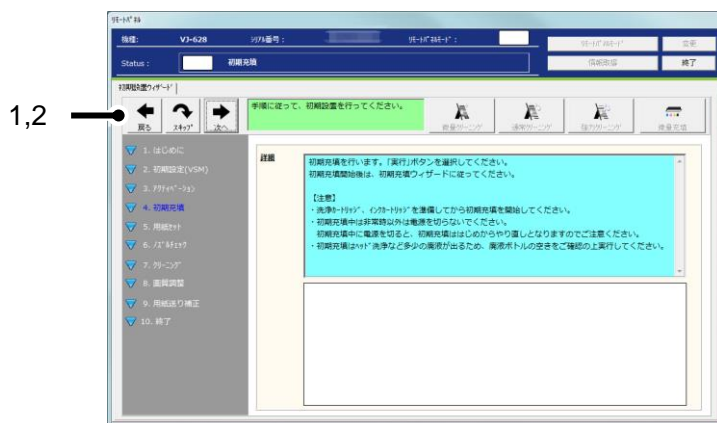 ﾘﾓｰﾄﾊﾟﾈﾙ
機種: VJ-628 ｼﾘｱﾙ番号: ﾘﾓｰﾄﾊﾟﾈﾙﾓｰﾄﾞ: ﾘﾓｰﾄﾊﾟﾈﾙﾓｰﾄﾞ 変更
Status: 初期充填 情報取得 終了
初期設置ｳｨｻﾞｰﾄﾞ
1,2
戻る ｽｷｯﾌﾟ 次へ
手順に従って、初期設置を行ってください。
微量ｸﾘｰﾆﾝｸﾞ 通常ｸﾘｰﾆﾝｸﾞ 強力ｸﾘｰﾆﾝｸﾞ 微量充填
1. はじめに
2. 初期設定(VSM)
3. ｱｸﾃｨﾍﾞｰｼｮﾝ
4. 初期充填
5. 用紙ｾｯﾄ
6. ﾉｽﾞﾙﾁｪｯｸ
7. ｸﾘｰﾆﾝｸﾞ
8. 画質調整
9. 用紙送り補正
10. 終了
詳細
初期充填を行います。「実行」ボタンを選択してください。
初期充填開始後は、初期充填ウィザードに従ってください。
【注意】
・洗浄ｶｰﾄﾘｯｼﾞ、ｲﾝｸｶｰﾄﾘｯｼﾞを準備してから初期充填を開始してください。
・初期充填中は非常時以外は電源を切らないでください。
初期充填中に電源を切ると、初期充填ははじめからやり直しとなりますのでご注意ください。
・初期充填はﾍｯﾄﾞ洗浄など多少の廃液が出るため、廃液ボトルの空きをご確認の上実行してください。